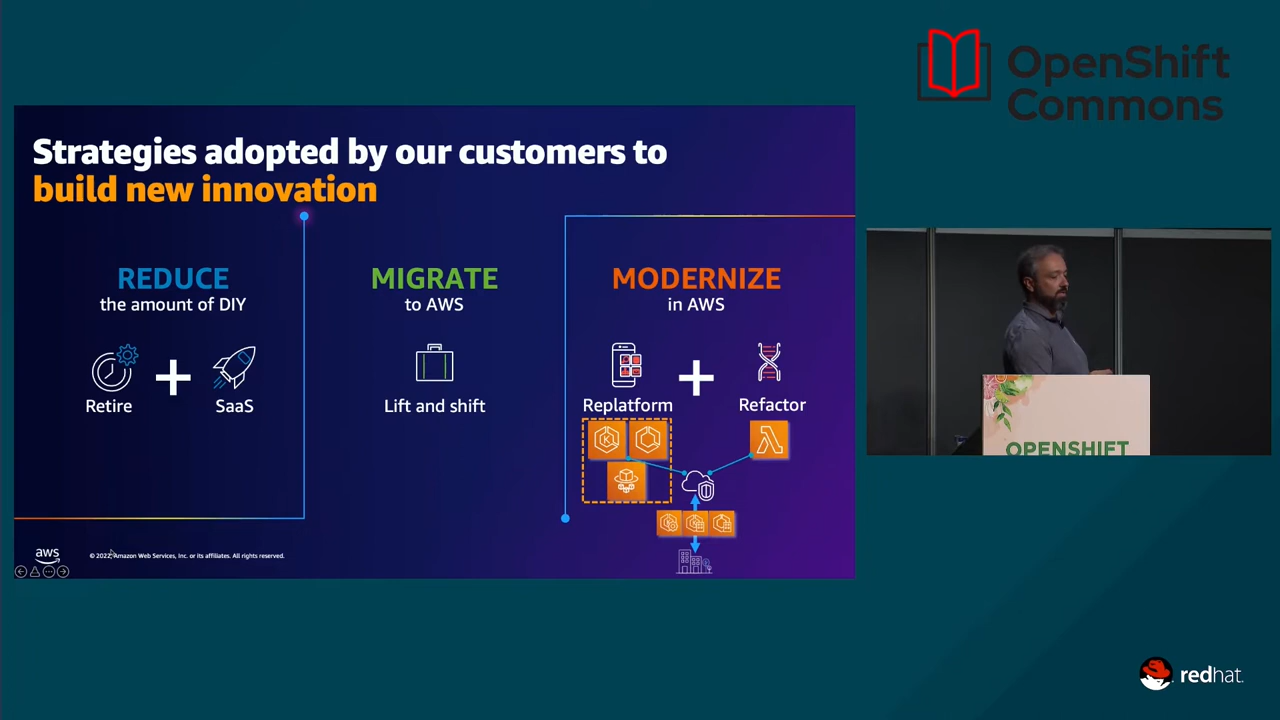 OpenShift
Commons
Strategies adopted by our customers to
build new innovation
REDUCE
the amount of DIY
Retire
+
SaaS
MIGRATE
to AWS
Lift and shift
MODERNIZE
in AWS
Replatform
+
Refactor
aws
© 2022, Amazon Web Services, Inc. or its affiliates. All rights reserved.
OPENSHIFT
redhat.